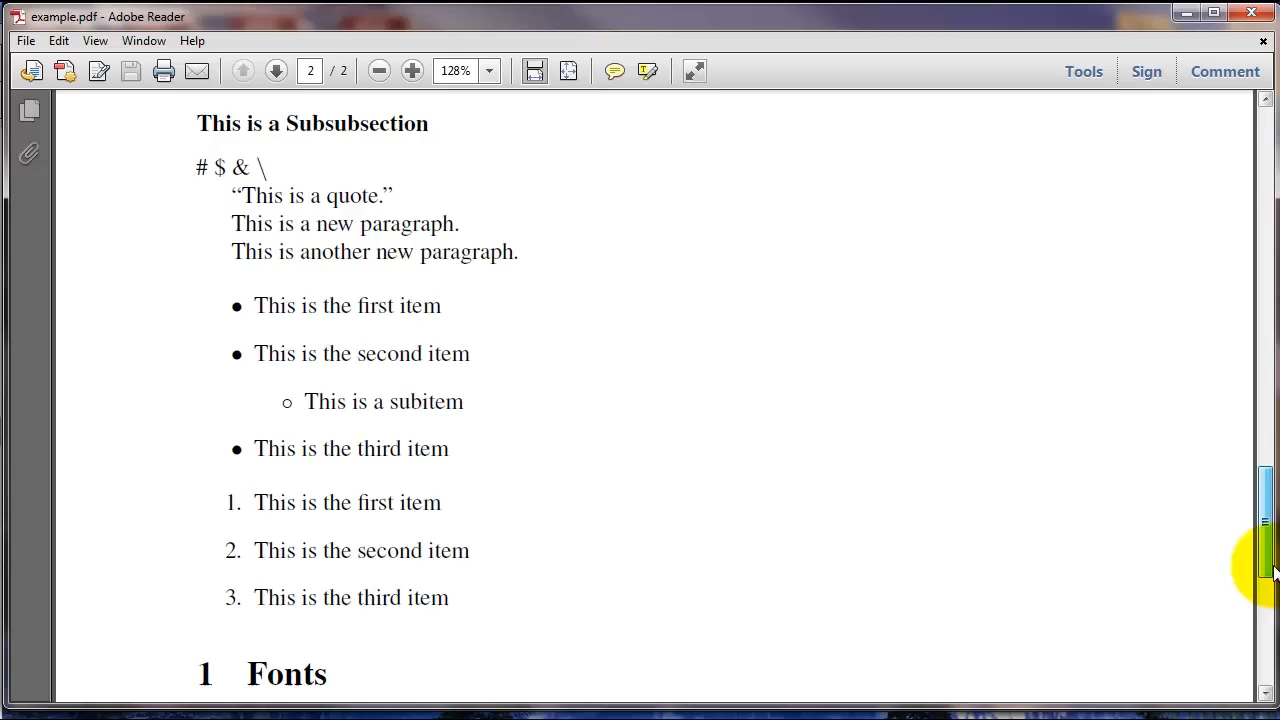 example.pdf - Adobe Reader
File Edit View Window Help
2 / 2 128% Tools Sign Comment
This is a Subsubsection
# $ & \
“This is a quote.”
This is a new paragraph.
This is another new paragraph.
• This is the first item
• This is the second item
◦ This is a subitem
• This is the third item
1. This is the first item
2. This is the second item
3. This is the third item
1 Fonts